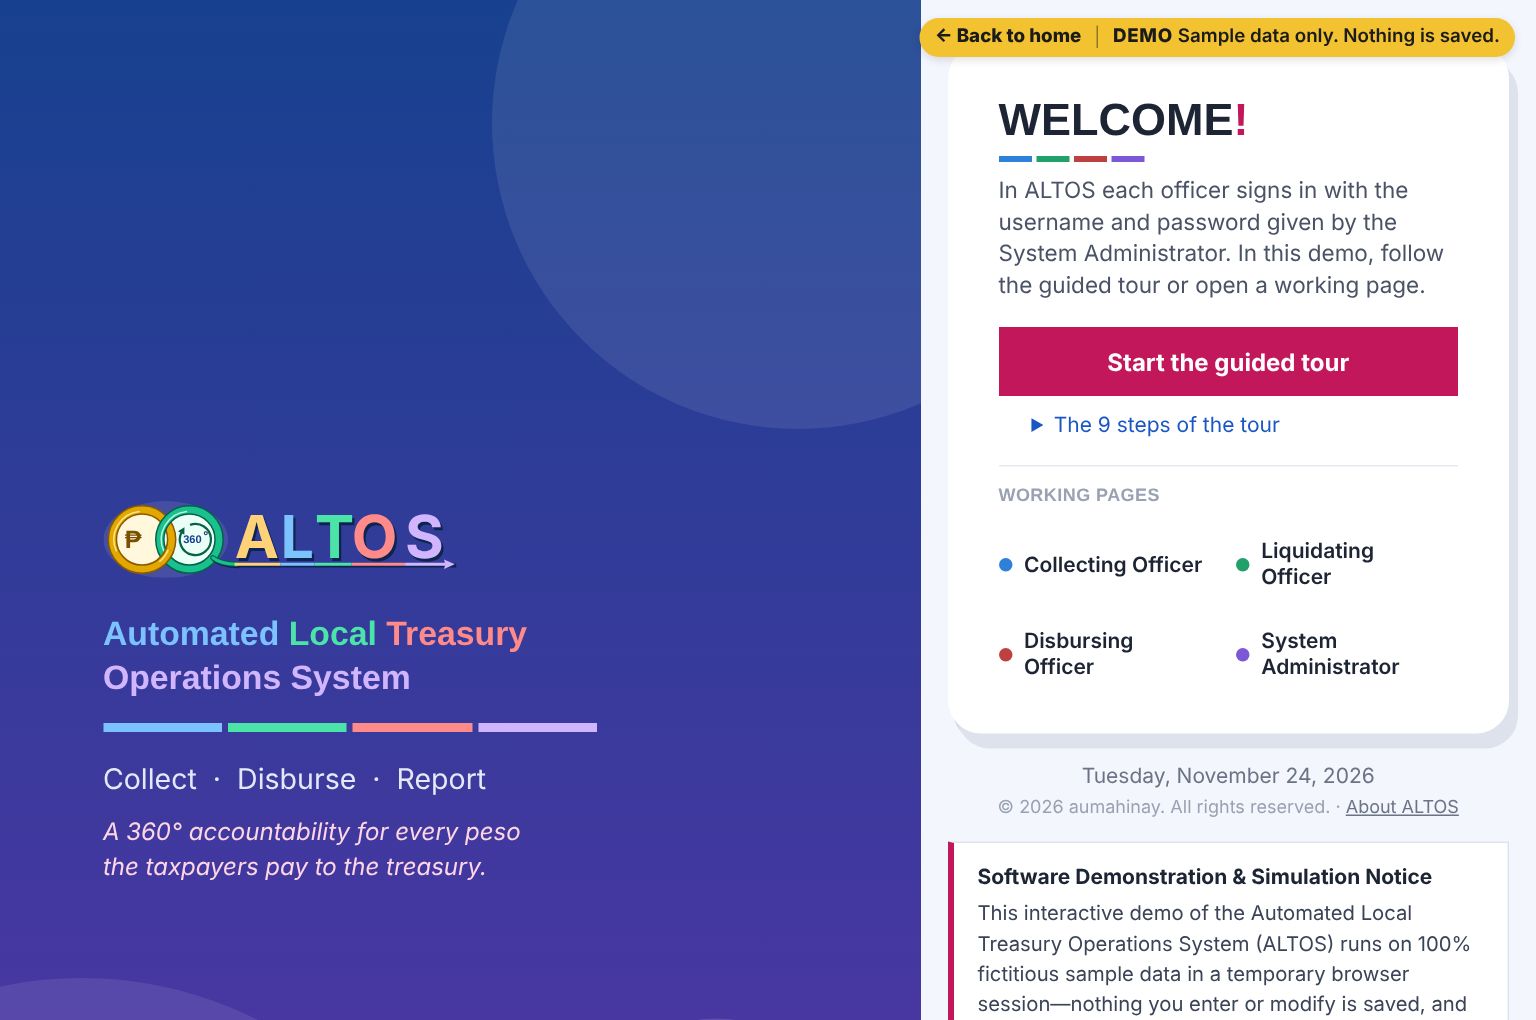 ₱ 360° ALTOS
Automated Local Treasury
Operations System
Collect · Disburse · Report
A 360° accountability for every peso
the taxpayers pay to the treasury.
← Back to home | DEMO Sample data only. Nothing is saved.
WELCOME!
In ALTOS each officer signs in with the
username and password given by the
System Administrator. In this demo, follow
the guided tour or open a working page.
Start the guided tour
▶ The 9 steps of the tour
WORKING PAGES
Collecting Officer
Liquidating
Officer
Disbursing
Officer
System
Administrator
Tuesday, November 24, 2026
© 2026 aumahinay. All rights reserved. · About ALTOS
Software Demonstration & Simulation Notice
This interactive demo of the Automated Local
Treasury Operations System (ALTOS) runs on 100%
fictitious sample data in a temporary browser
session—nothing you enter or modify is saved, and